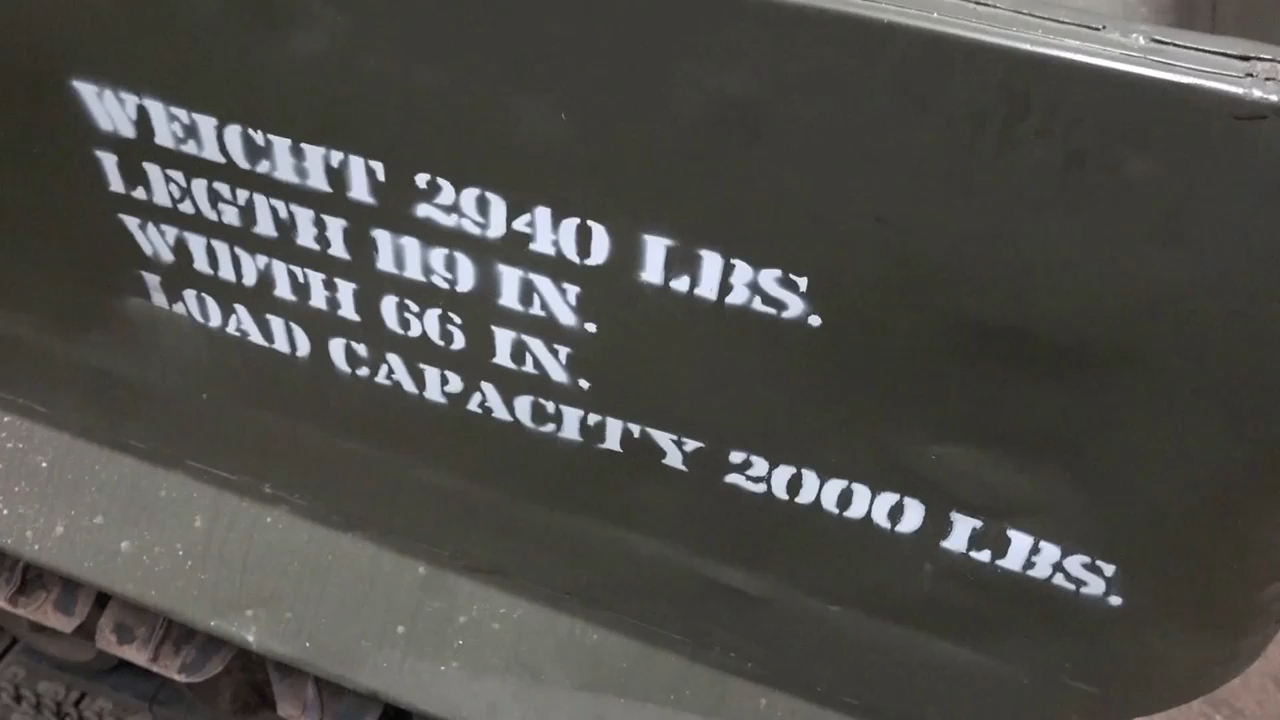 WEIGHT 2940 LBS.
LEGTH 119 IN.
WIDTH 66 IN.
LOAD CAPACITY 2000 LBS.